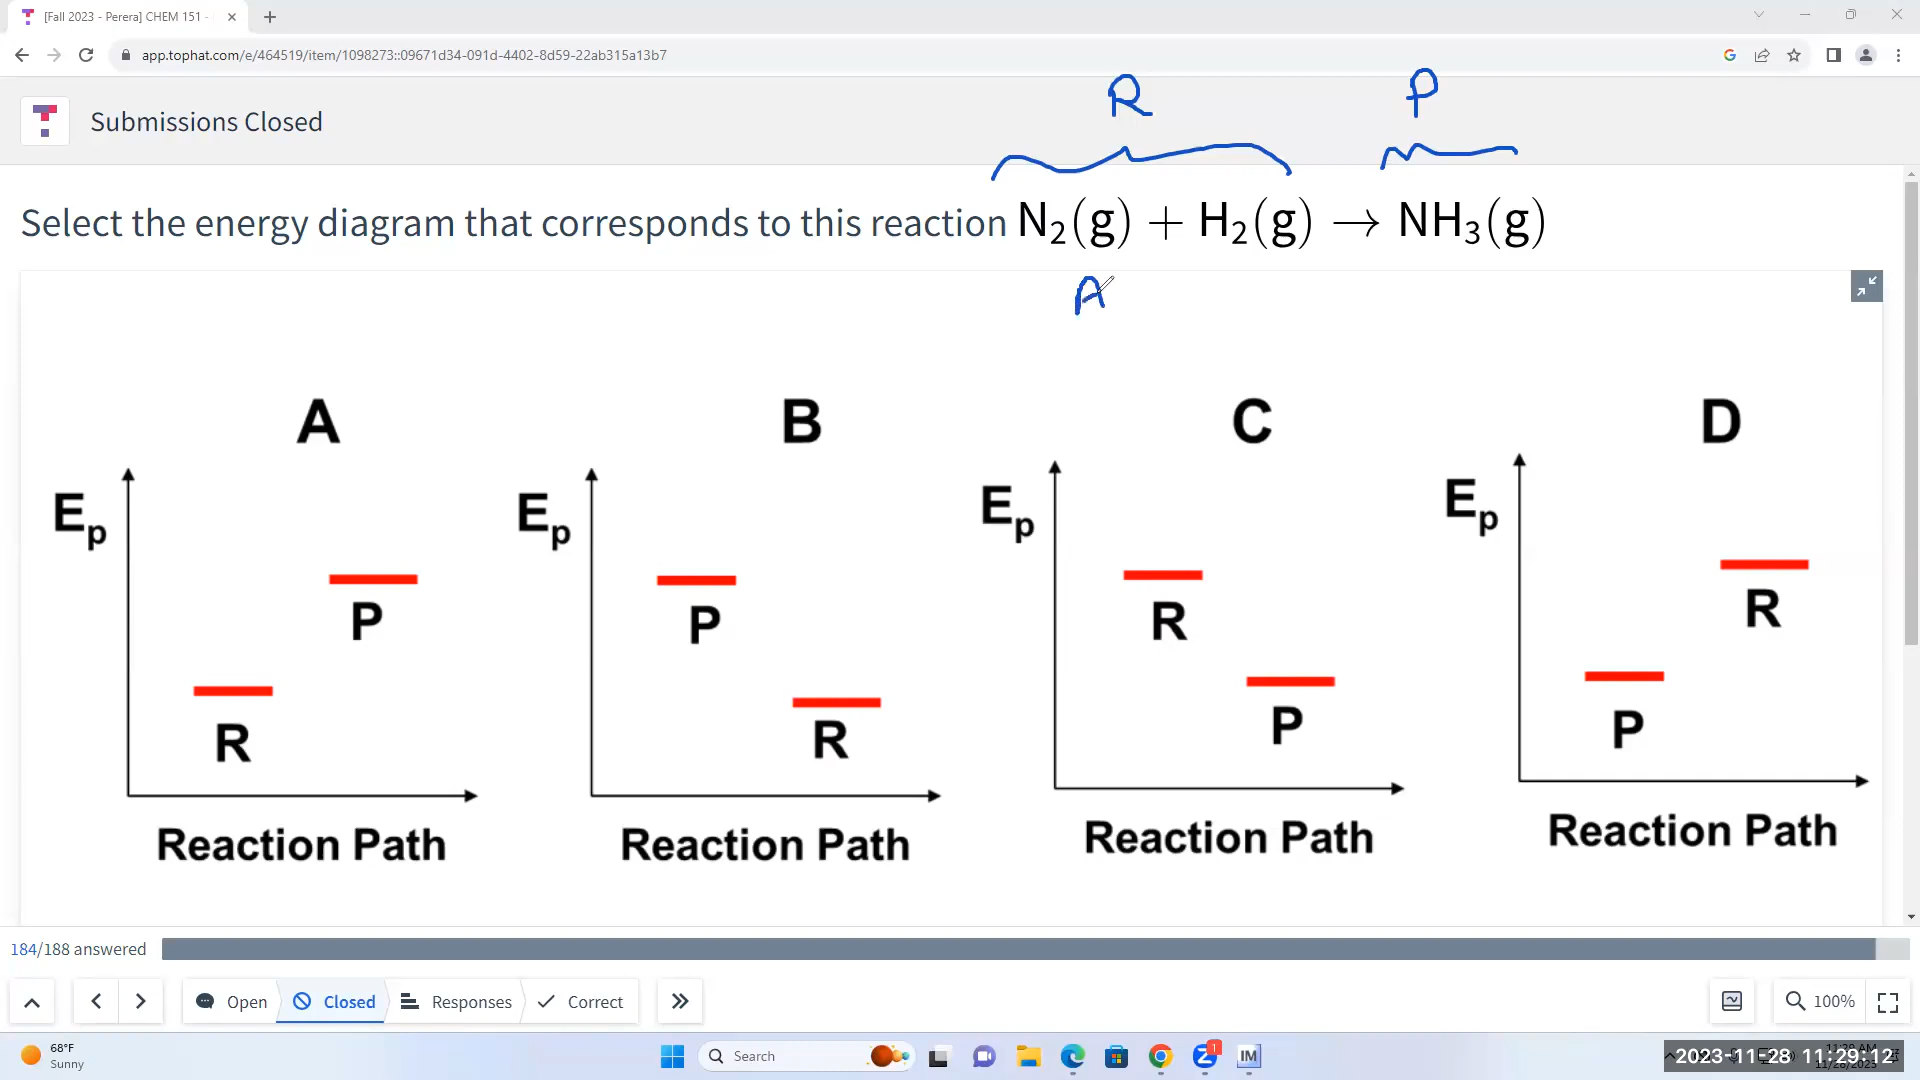 [Fall 2023 - Perera] CHEM 151 -
app.tophat.com/e/464519/item/1098273::09671d34-091d-4402-8d59-22ab315a13b7
R P
Submissions Closed
Select the energy diagram that corresponds to this reaction N₂(g) + H₂(g) → NH₃(g)
A
A B C D
Eₚ Eₚ Eₚ Eₚ
P P R R
R R P P
Reaction Path Reaction Path Reaction Path Reaction Path
184/188 answered
Open Closed Responses Correct 100%
68°F
Sunny
Search
1
IM
2023-11-28 11:29:12